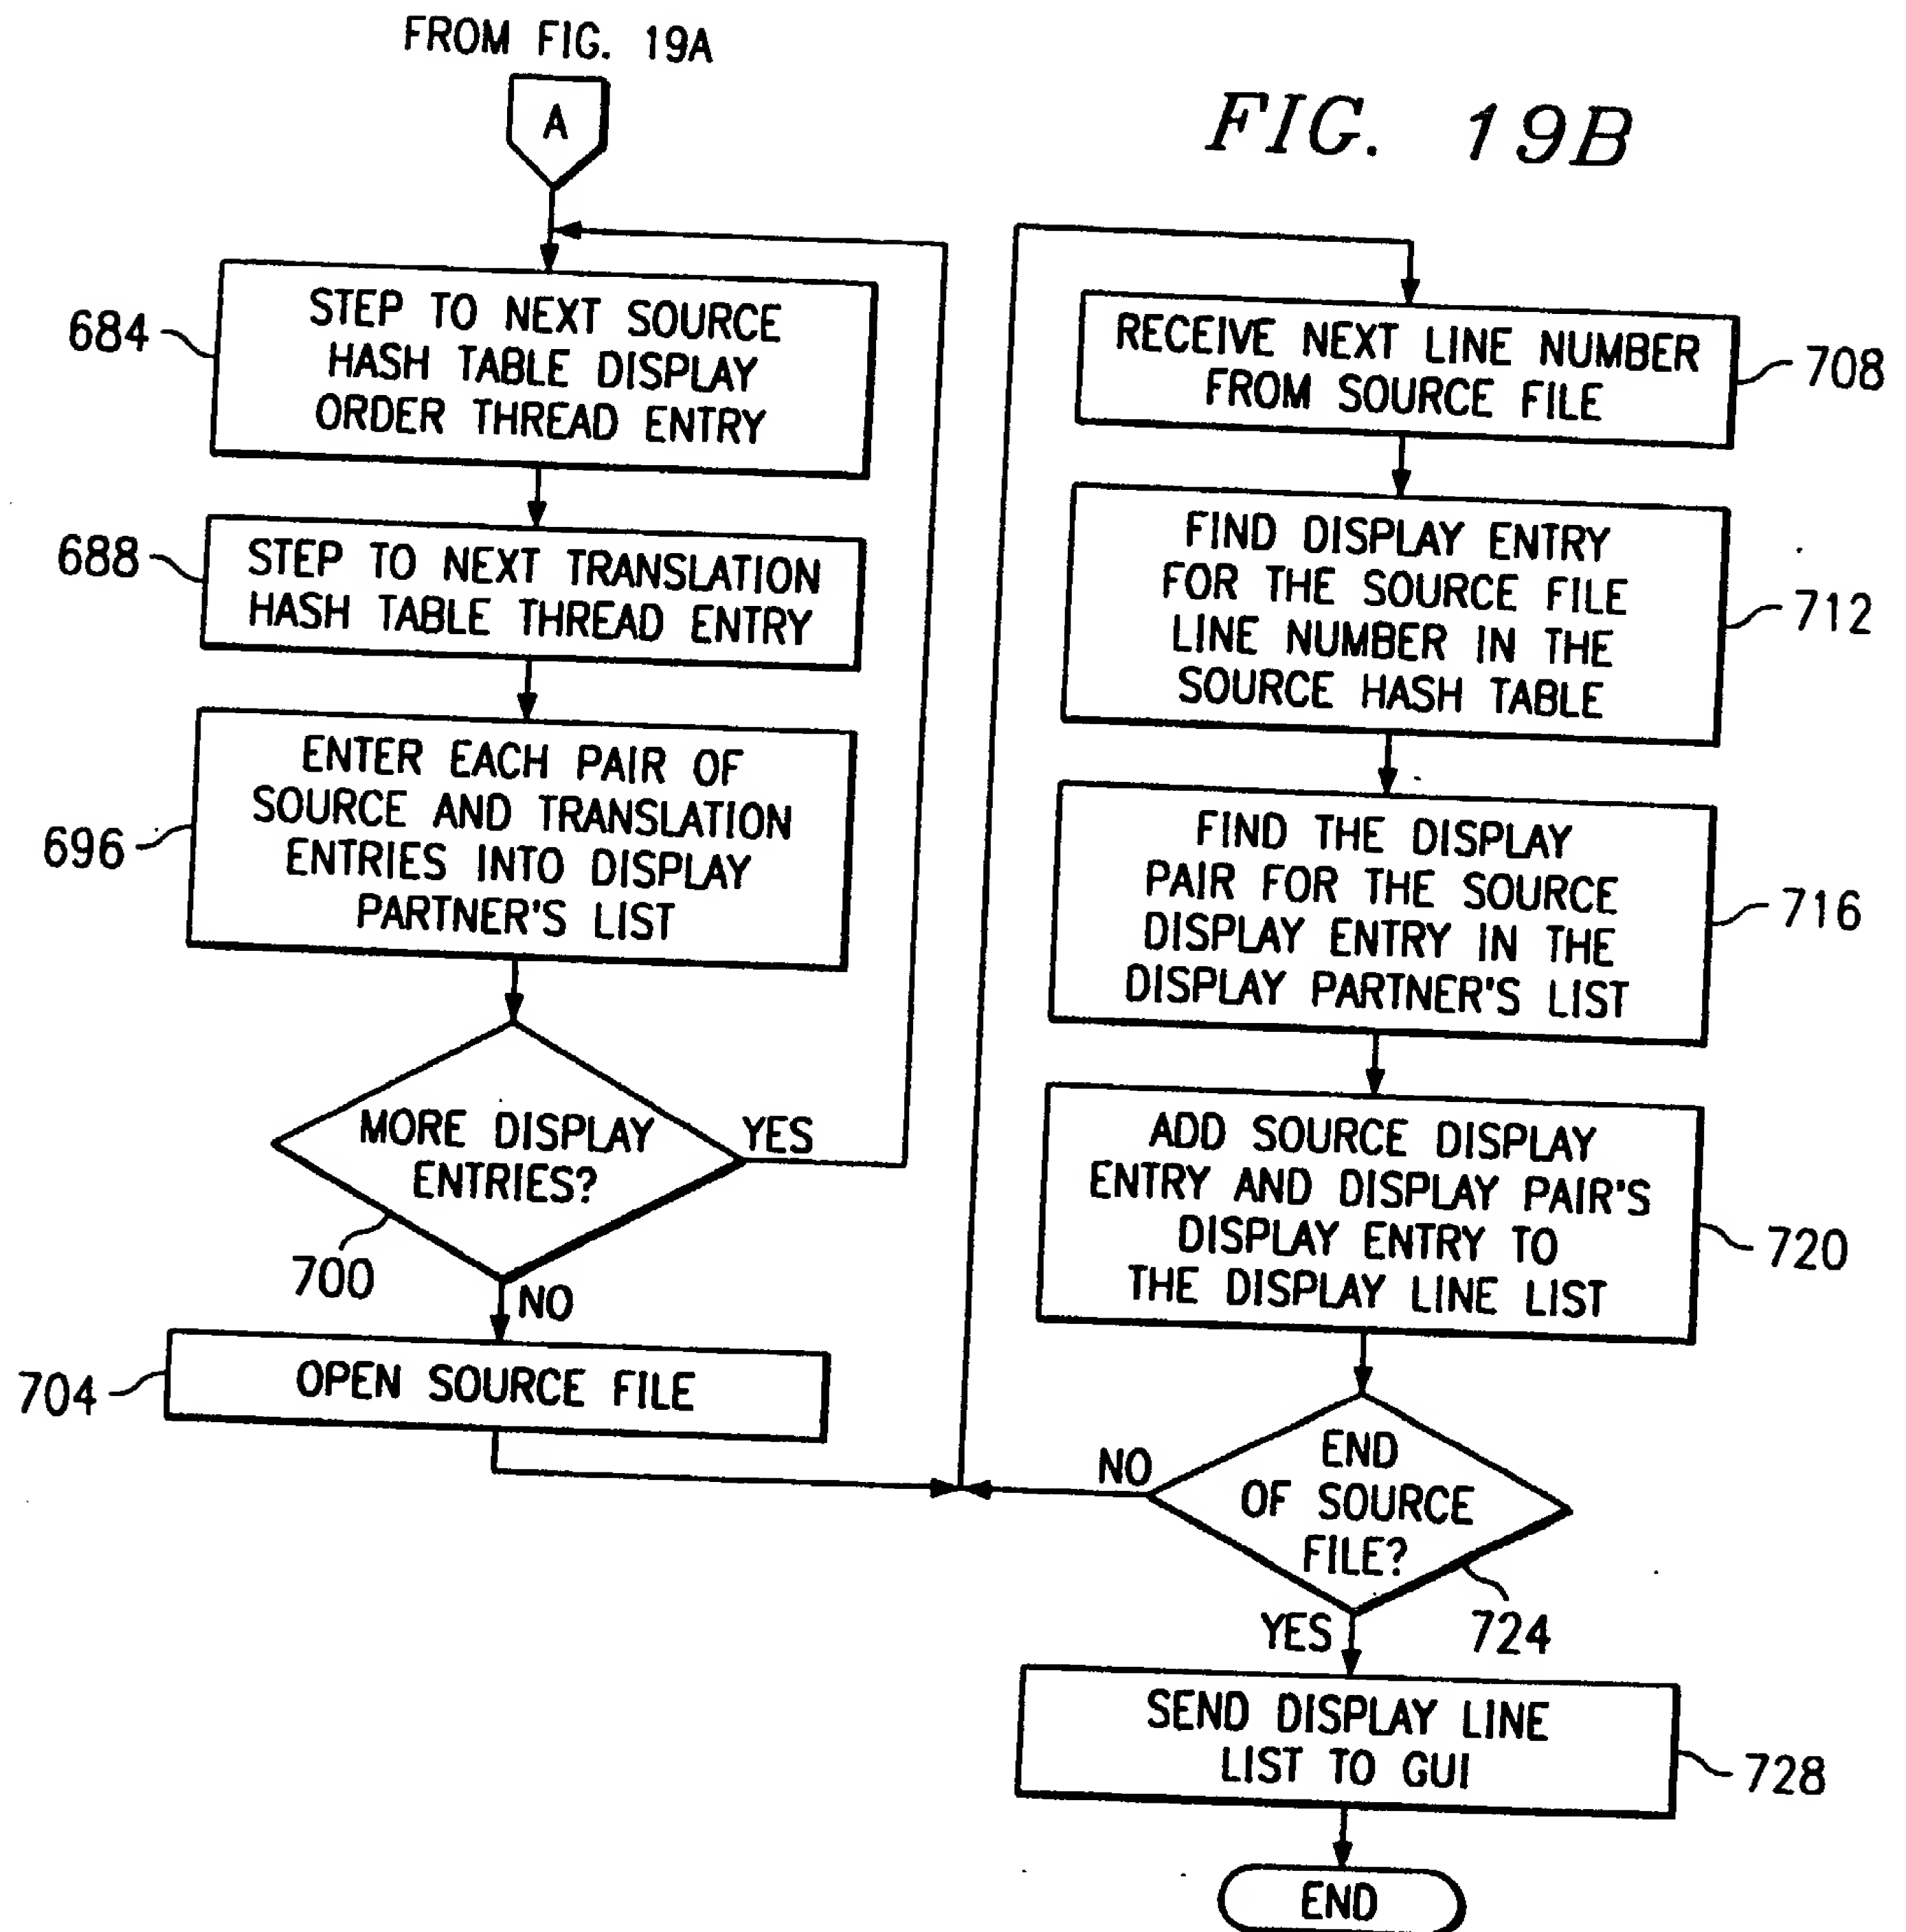 FROM FIG. 19A
A
FIG. 19B
684
STEP TO NEXT SOURCE
HASH TABLE DISPLAY
ORDER THREAD ENTRY
688
STEP TO NEXT TRANSLATION
HASH TABLE THREAD ENTRY
696
ENTER EACH PAIR OF
SOURCE AND TRANSLATION
ENTRIES INTO DISPLAY
PARTNER'S LIST
MORE DISPLAY
ENTRIES?
YES
700
NO
704
OPEN SOURCE FILE
RECEIVE NEXT LINE NUMBER
FROM SOURCE FILE
708
FIND DISPLAY ENTRY
FOR THE SOURCE FILE
LINE NUMBER IN THE
SOURCE HASH TABLE
712
FIND THE DISPLAY
PAIR FOR THE SOURCE
DISPLAY ENTRY IN THE
DISPLAY PARTNER'S LIST
716
ADD SOURCE DISPLAY
ENTRY AND DISPLAY PAIR'S
DISPLAY ENTRY TO
THE DISPLAY LINE LIST
720
NO
END
OF SOURCE
FILE?
724
YES
SEND DISPLAY LINE
LIST TO GUI
728
END